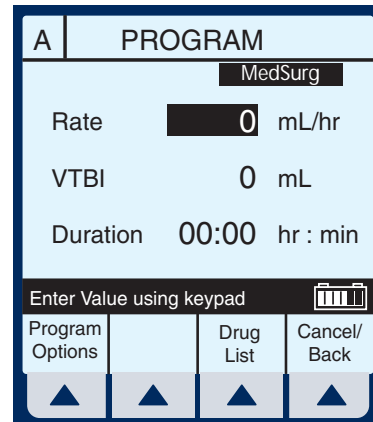 A PROGRAM
MedSurg
Rate 0 mL/hr
VTBI 0 mL
Duration 00:00 hr : min
Enter Value using keypad
Program Options
Drug List
Cancel/ Back